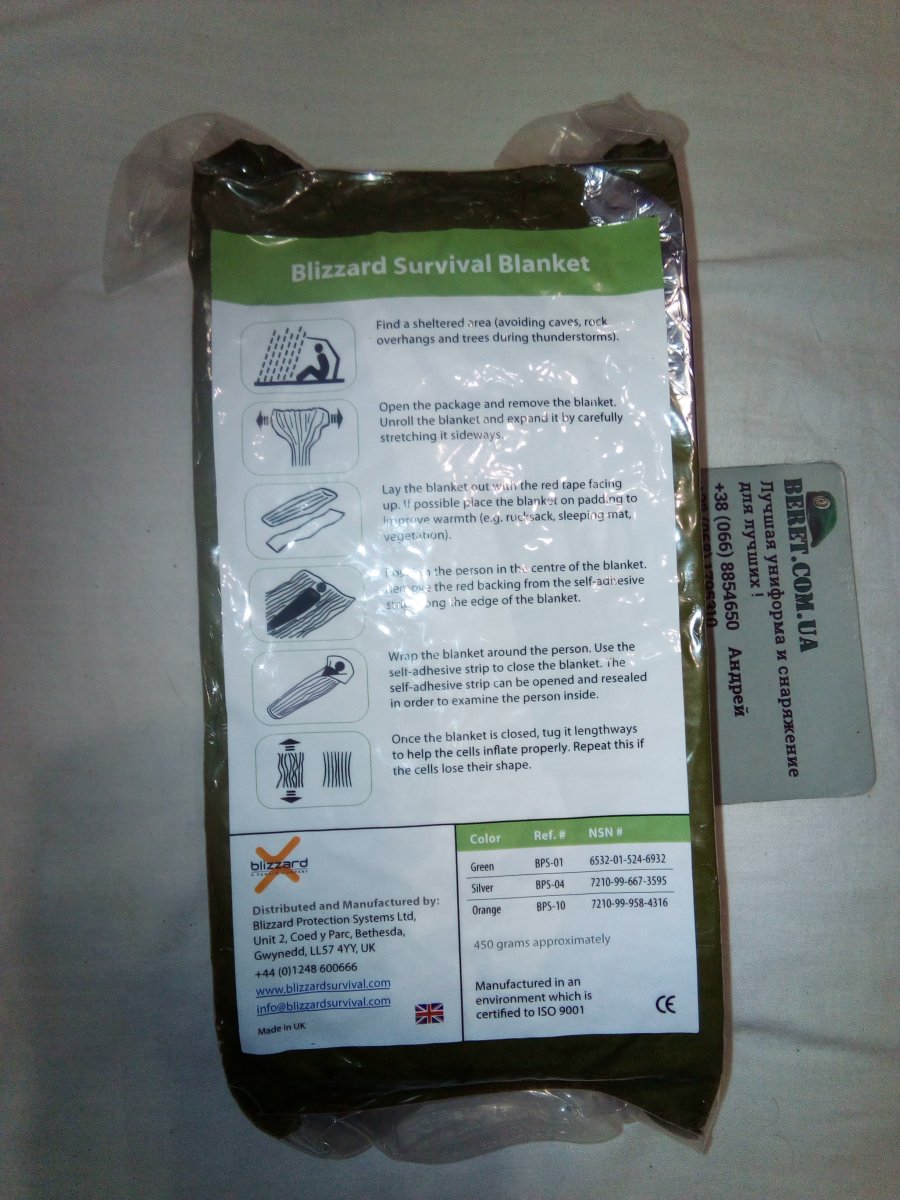 Blizzard Survival Blanket
Find a sheltered area (avoiding caves, rock
overhangs and trees during thunderstorms).
Open the package and remove the blanket.
Unroll the blanket and expand it by carefully
stretching it sideways.
Lay the blanket out with the red tape facing
up. If possible place the blanket on padding to
improve warmth (e.g. rucksack, sleeping mat,
vegetation).
the person in the centre of the blanket.
Remove the red backing from the self-adhesive
strip along the edge of the blanket.
Wrap the blanket around the person. Use the
self-adhesive strip to close the blanket. The
self-adhesive strip can be opened and resealed
in order to examine the person inside.
Once the blanket is closed, tug it lengthways
to help the cells inflate properly. Repeat this if
the cells lose their shape.
blizzard
Distributed and Manufactured by:
Blizzard Protection Systems Ltd,
Unit 2, Coed y Parc, Bethesda,
Gwynedd, LL57 4YY, UK
+44 (0)1248 600666
www.blizzardsurvival.com
info@blizzardsurvival.com
Made in UK
Color Ref. # NSN #
Green BPS-01 6532-01-524-6932
Silver BPS-04 7210-99-667-3595
Orange BPS-10 7210-99-958-4316
450 grams approximately
Manufactured in an
environment which is
certified to ISO 9001
CE
BERET.COM.UA
Лучшая униформа и снаряжение
для лучших !
+38 (066) 8854650 Андрей